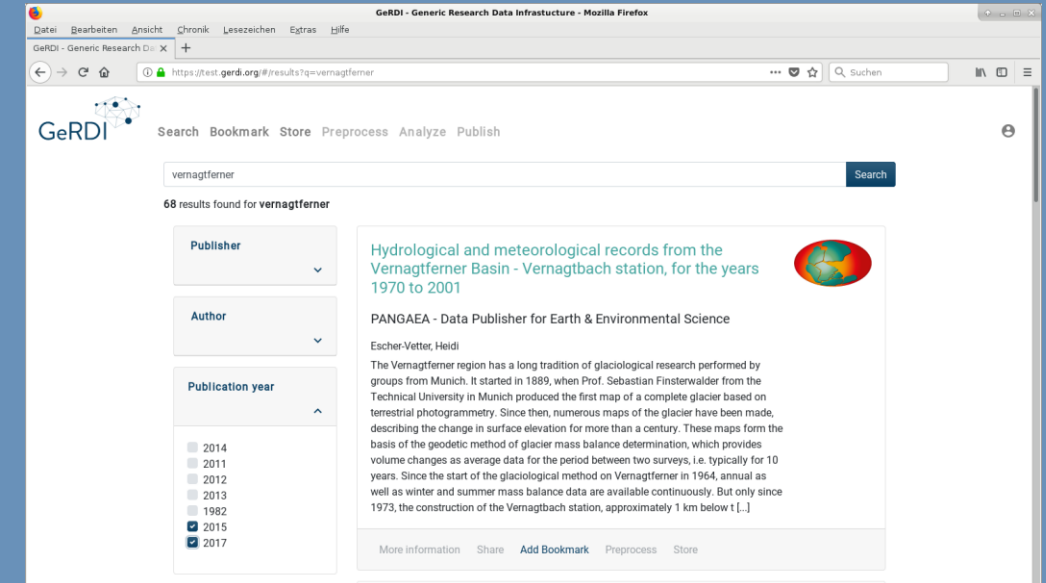 GeRDI - Generic Research Data Infrastucture - Mozilla Firefox
Datei Bearbeiten Ansicht Chronik Lesezeichen Extras Hilfe
GeRDI - Generic Research Da
https://test.gerdi.org/#/results?q=vernagtferner
Suchen
GeRDI
Search Bookmark Store Preprocess Analyze Publish
vernagtferner
Search
68 results found for vernagtferner
Publisher
Author
Publication year
2014
2011
2012
2013
1982
2015
2017
Hydrological and meteorological records from the
Vernagtferner Basin - Vernagtbach station, for the years
1970 to 2001
PANGAEA - Data Publisher for Earth & Environmental Science
Escher-Vetter, Heidi
The Vernagtferner region has a long tradition of glaciological research performed by
groups from Munich. It started in 1889, when Prof. Sebastian Finsterwalder from the
Technical University in Munich produced the first map of a complete glacier based on
terrestrial photogrammetry. Since then, numerous maps of the glacier have been made,
describing the change in surface elevation for more than a century. These maps form the
basis of the geodetic method of glacier mass balance determination, which provides
volume changes as average data for the period between two surveys, i.e. typically for 10
years. Since the start of the glaciological method on Vernagtferner in 1964, annual as
well as winter and summer mass balance data are available continuously. But only since
1973, the construction of the Vernagtbach station, approximately 1 km below t [...]
More information Share Add Bookmark Preprocess Store